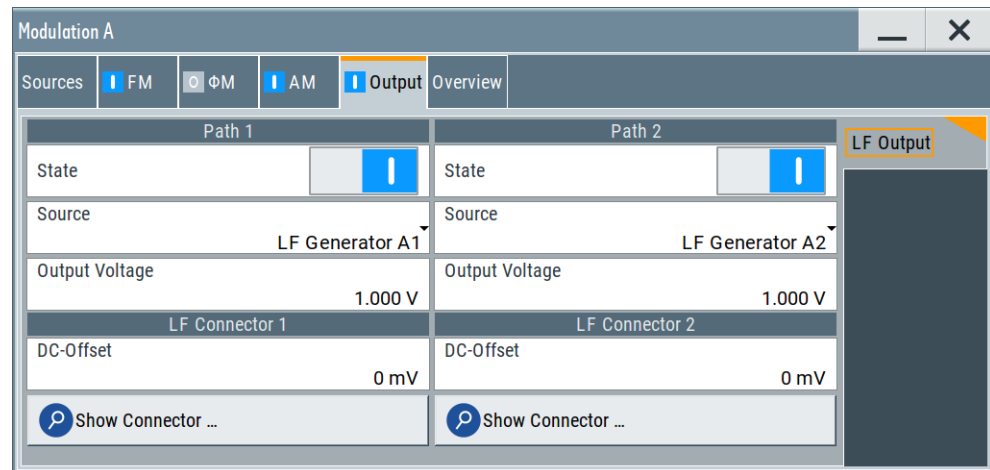 Modulation A
Sources FM ΦM AM Output Overview
Path 1
State
Source
LF Generator A1
Output Voltage
1.000 V
LF Connector 1
DC-Offset
0 mV
Show Connector ...
Path 2
State
Source
LF Generator A2
Output Voltage
1.000 V
LF Connector 2
DC-Offset
0 mV
Show Connector ...
LF Output